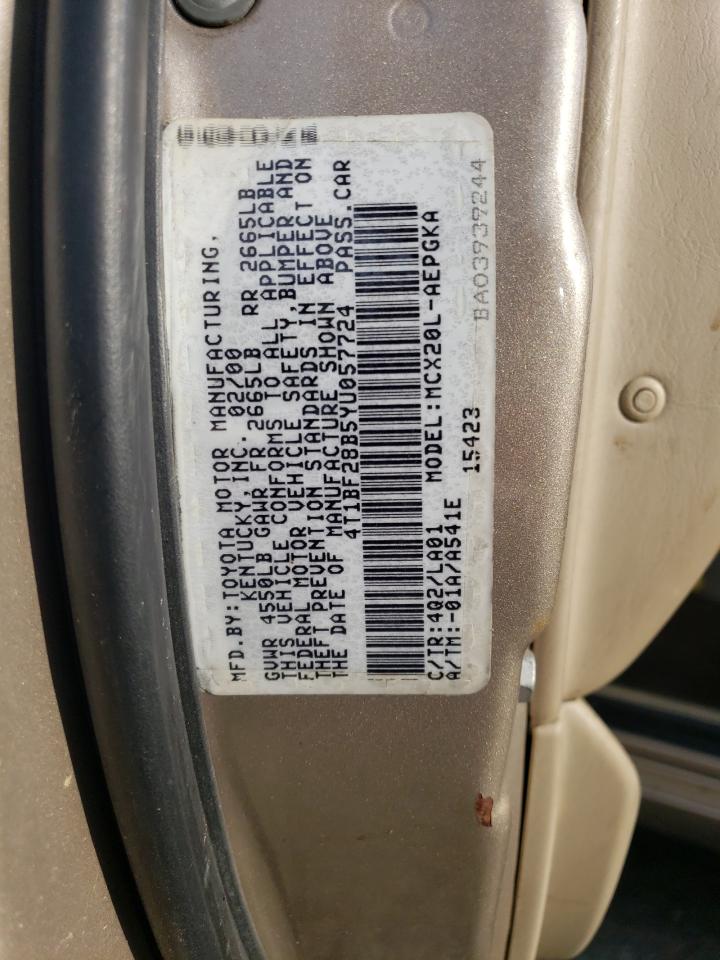 MFD.BY:TOYOTA MOTOR MANUFACTURING,
KENTUCKY,INC. 02/00
GVWR 4550LB GAWR FR 2665LB RR 2665LB
THIS VEHICLE CONFORMS TO ALL APPLICABLE
FEDERAL MOTOR VEHICLE SAFETY,BUMPER AND
THEFT PREVENTION STANDARDS IN EFFECT ON
THE DATE OF MANUFACTURE SHOWN ABOVE
4T1BF28B5YU057724 PASS.CAR
C/TR:4Q2/LA01 MODEL:MCX20L-AEPGKA
A/TM:-01A/A541E 15423
BA03939244